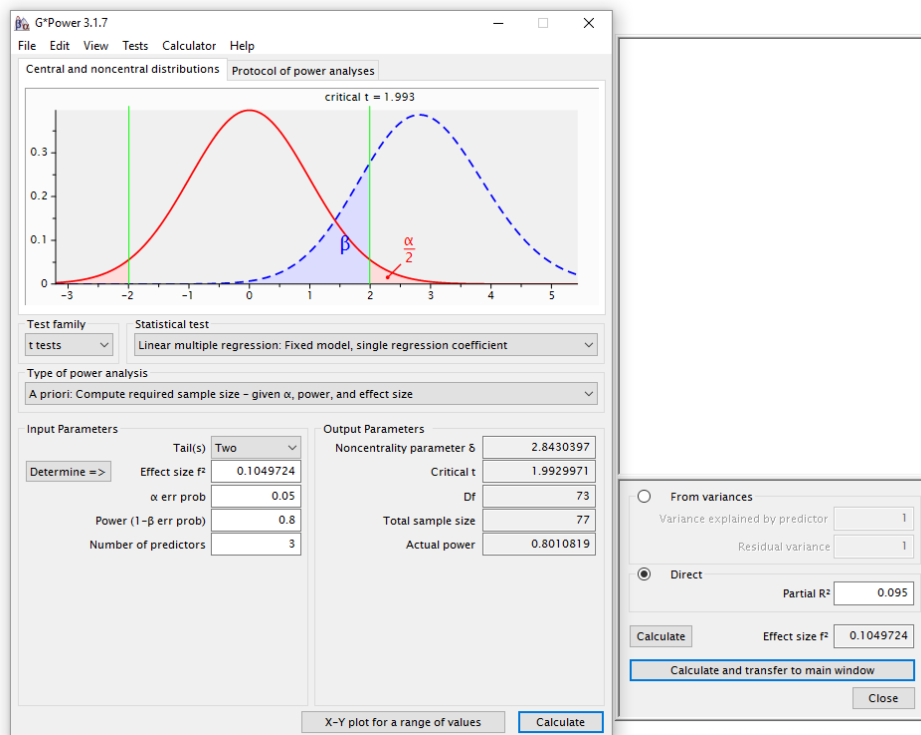 G*Power 3.1.7
File Edit View Tests Calculator Help
Central and noncentral distributions Protocol of power analyses
critical t = 1.993
0.3
0.2
0.1
0
β
α
2
-3 -2 -1 0 1 2 3 4 5
Test family Statistical test
t tests Linear multiple regression: Fixed model, single regression coefficient
Type of power analysis
A priori: Compute required sample size - given α, power, and effect size
Input Parameters
Tail(s) Two
Determine => Effect size f² 0.1049724
α err prob 0.05
Power (1-β err prob) 0.8
Number of predictors 3
Output Parameters
Noncentrality parameter δ 2.8430397
Critical t 1.9929971
Df 73
Total sample size 77
Actual power 0.8010819
X-Y plot for a range of values Calculate
From variances
Variance explained by predictor 1
Residual variance 1
Direct
Partial R² 0.095
Calculate Effect size f² 0.1049724
Calculate and transfer to main window
Close